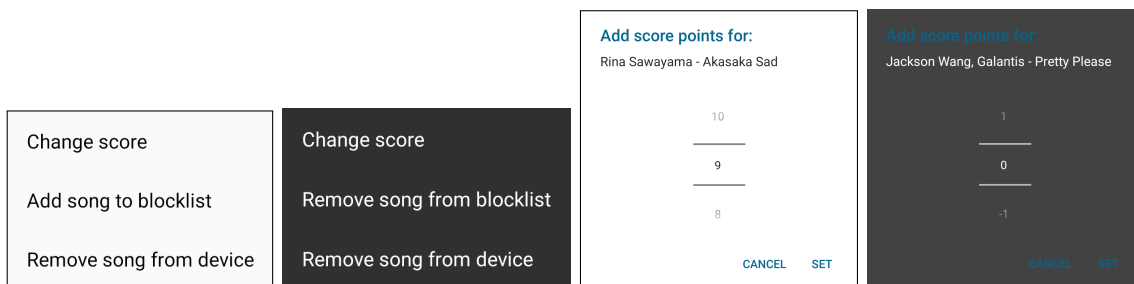 Change score
Add song to blocklist
Remove song from device
Change score
Remove song from blocklist
Remove song from device
Add score points for:
Rina Sawayama - Akasaka Sad
10
9
8
CANCEL SET
Add score points for:
Jackson Wang, Galantis - Pretty Please
1
0
-1
CANCEL SET